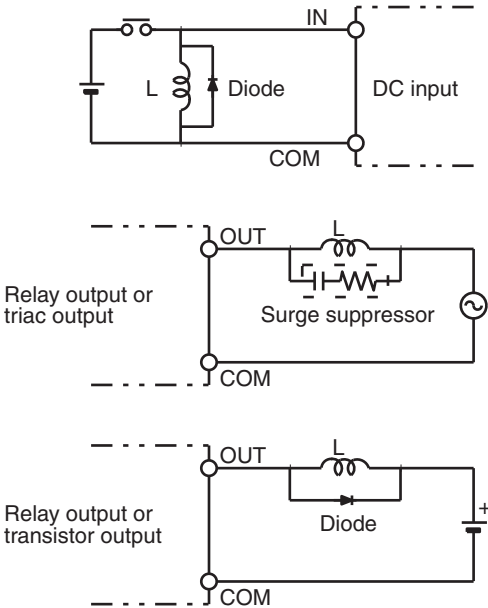 IN
L
Diode
DC input
COM
OUT
L
Relay output or
triac output
Surge suppressor
COM
OUT
L
Relay output or
transistor output
Diode
+
COM